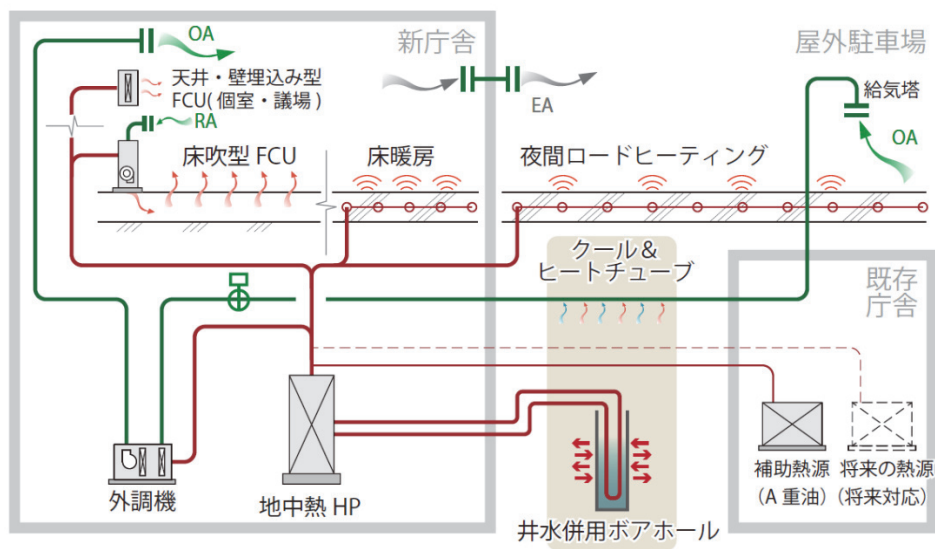 OA
新庁舎
屋外駐車場
天井・壁埋込み型
FCU(個室・議場)
RA
EA
給気塔
OA
床吹型 FCU
床暖房
夜間ロードヒーティング
クール&
ヒートチューブ
既存
庁舎
外調機
地中熱 HP
井水併用ボアホール
補助熱源
(A 重油)
将来の熱源
(将来対応)